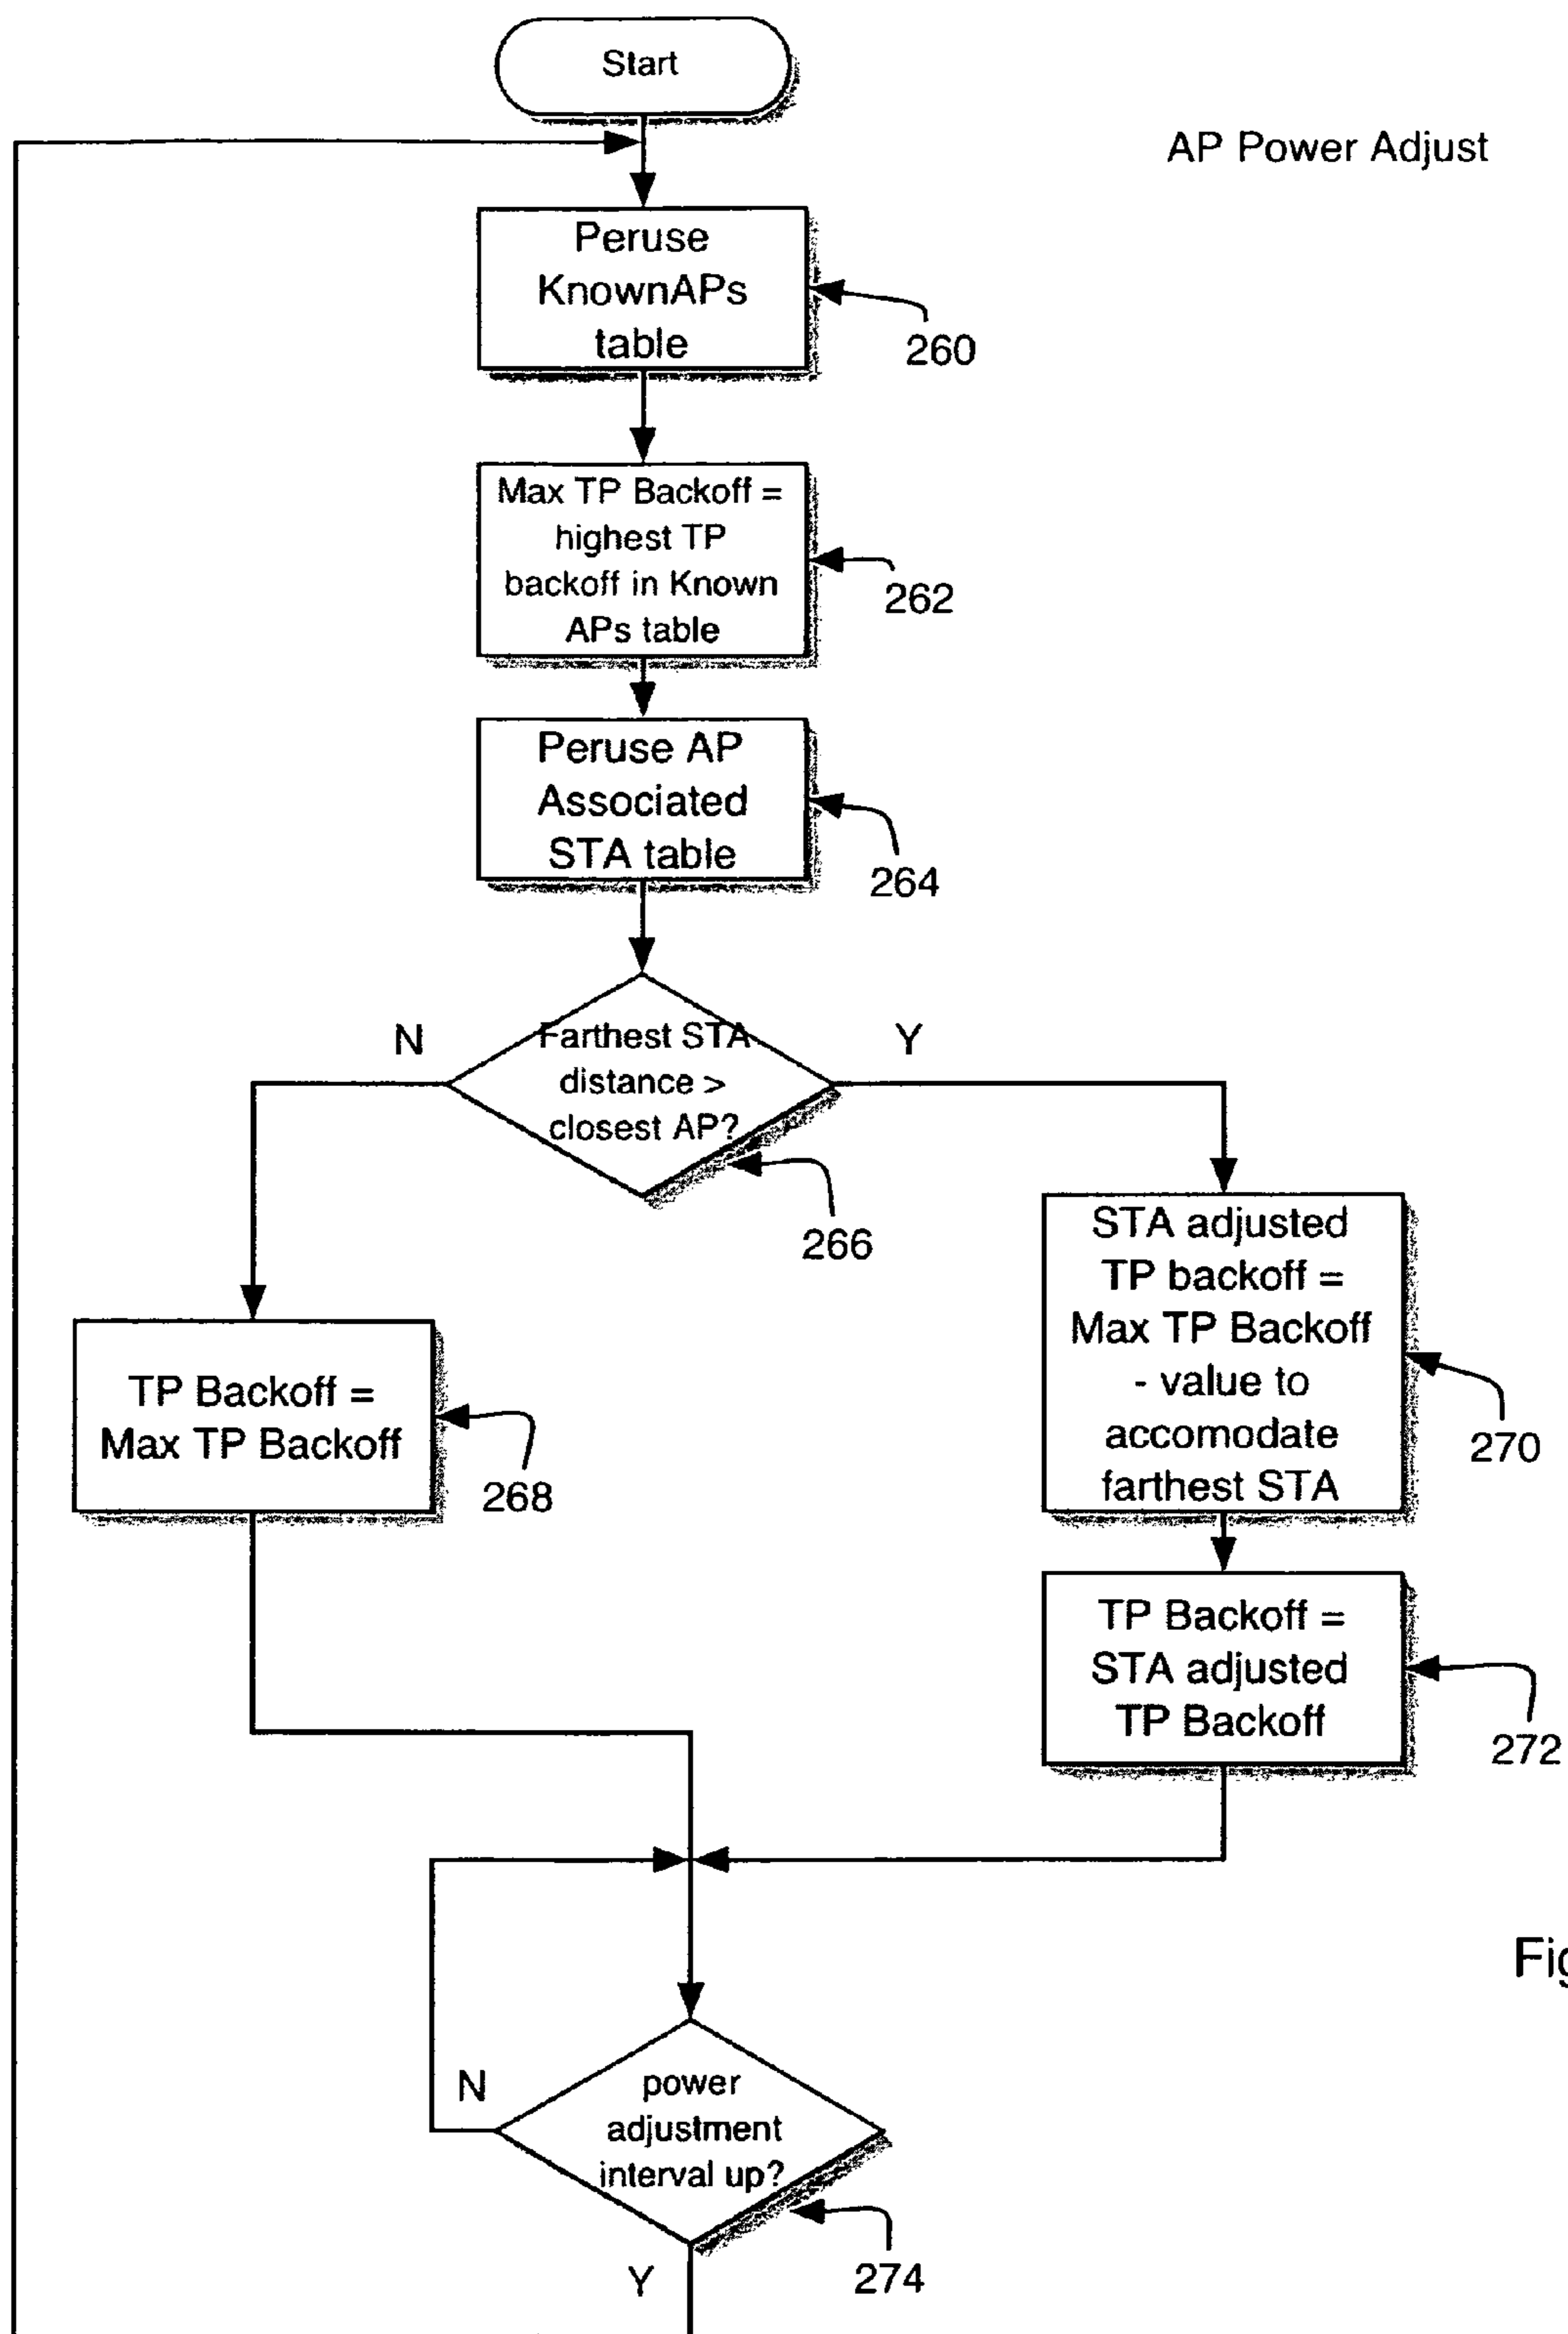 Start
AP Power Adjust
Peruse
KnownAPs
table
260
Max TP Backoff =
highest TP
backoff in Known
APs table
262
Peruse AP
Associated
STA table
264
N
Farthest STA
distance >
closest AP?
Y
266
STA adjusted
TP backoff =
Max TP Backoff
- value to
accomodate
farthest STA
270
TP Backoff =
Max TP Backoff
268
TP Backoff =
STA adjusted
TP Backoff
272
N
power
adjustment
interval up?
274
Y